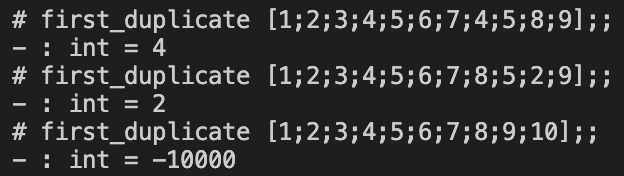 # first_duplicate [1;2;3;4;5;6;7;4;5;8;9];;
- : int = 4
# first_duplicate [1;2;3;4;5;6;7;8;5;2;9];;
- : int = 2
# first_duplicate [1;2;3;4;5;6;7;8;9;10];;
- : int = -10000